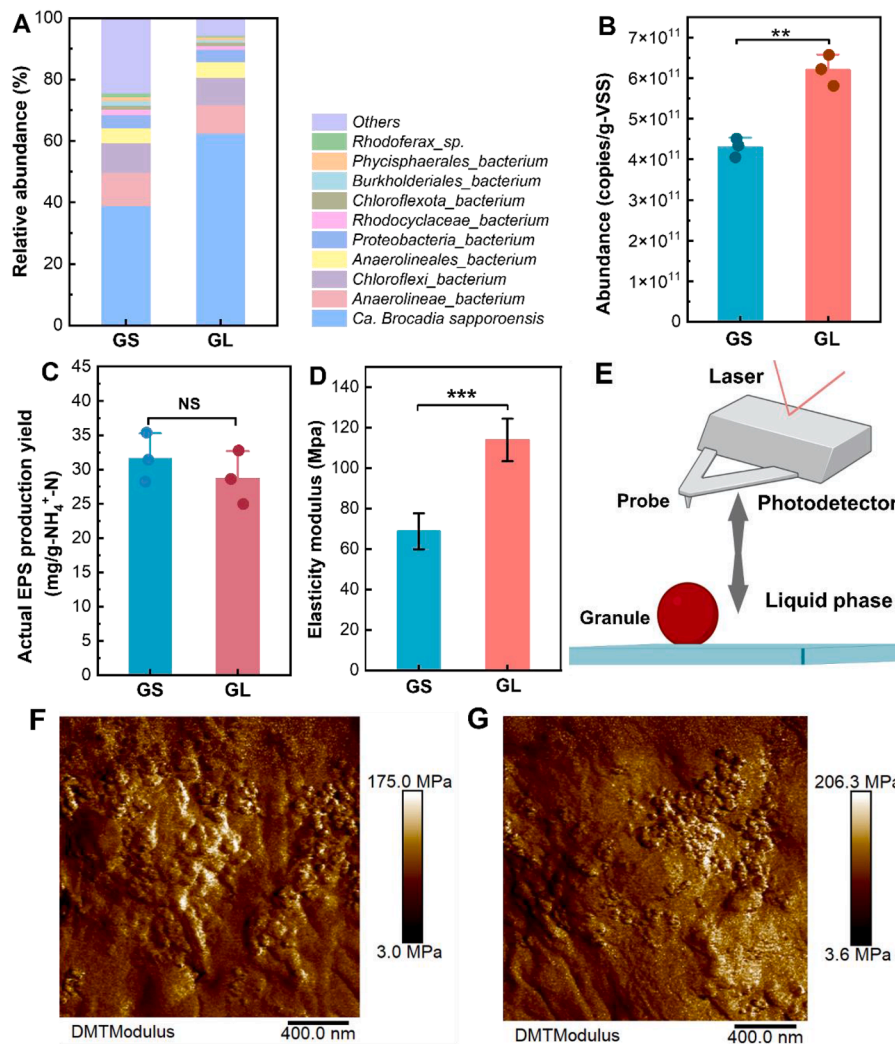 A
Relative abundance (%)
100
80
60
40
20
0
GS
GL
Others
Rhodoferax_sp.
Phycisphaerales_bacterium
Burkholderiales_bacterium
Chloroflexota_bacterium
Rhodocyclaceae_bacterium
Proteobacteria_bacterium
Anaerolineales_bacterium
Chloroflexi_bacterium
Anaerolineae_bacterium
Ca. Brocadia sapporoensis
B
Abundance (copies/g-VSS)
7×10¹¹
6×10¹¹
5×10¹¹
4×10¹¹
3×10¹¹
2×10¹¹
1×10¹¹
0
**
GS
GL
C
Actual EPS production yield
(mg/g-NH₄⁺-N)
45
40
35
30
25
20
15
10
5
0
NS
GS
GL
D
Elasticity modulus (Mpa)
140
120
100
80
60
40
20
0
***
GS
GL
E
Laser
Probe
Photodetector
Liquid phase
Granule
F
175.0 MPa
3.0 MPa
DMTModulus
400.0 nm
G
206.3 MPa
3.6 MPa
DMTModulus
400.0 nm